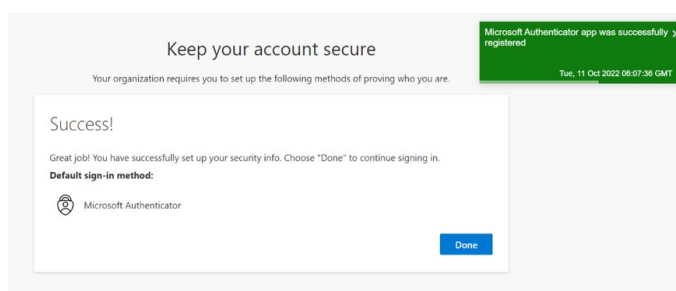 Keep your account secure
Your organization requires you to set up the following methods of proving who you are.
Microsoft Authenticator app was successfully
registered
Tue, 11 Oct 2022 06:07:36 GMT
Success!
Great job! You have successfully set up your security info. Choose "Done" to continue signing in.
Default sign-in method:
Microsoft Authenticator
Done